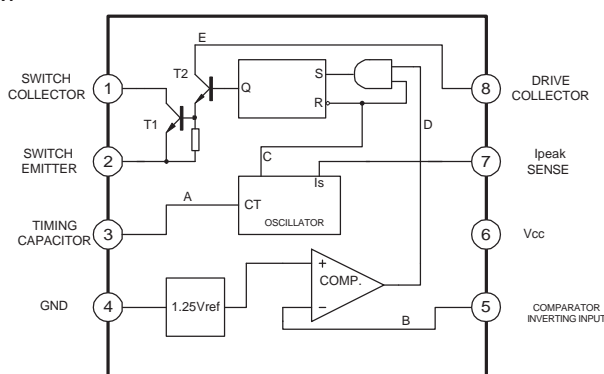 E
SWITCH
COLLECTOR
1
T2
T1
Q
S
R
8
DRIVE
COLLECTOR
D
SWITCH
EMITTER
2
C
7
Ipeak
SENSE
A
Is
CT
OSCILLATOR
TIMING
CAPACITOR
3
6
Vcc
GND
4
1.25Vref
+
COMP.
−
B
5
COMPARATOR
INVERTING INPUT